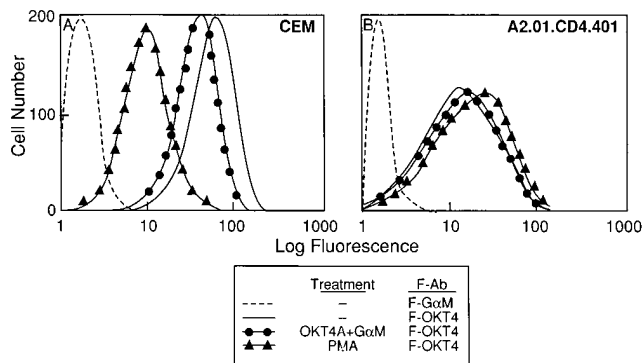 A
CEM
B
A2.01.CD4.401
200
100
0
Cell Number
1 10 100 1000
1 10 100 1000
Log Fluorescence
Treatment F-Ab
– F-GαM
– F-OKT4
OKT4A+GαM F-OKT4
PMA F-OKT4